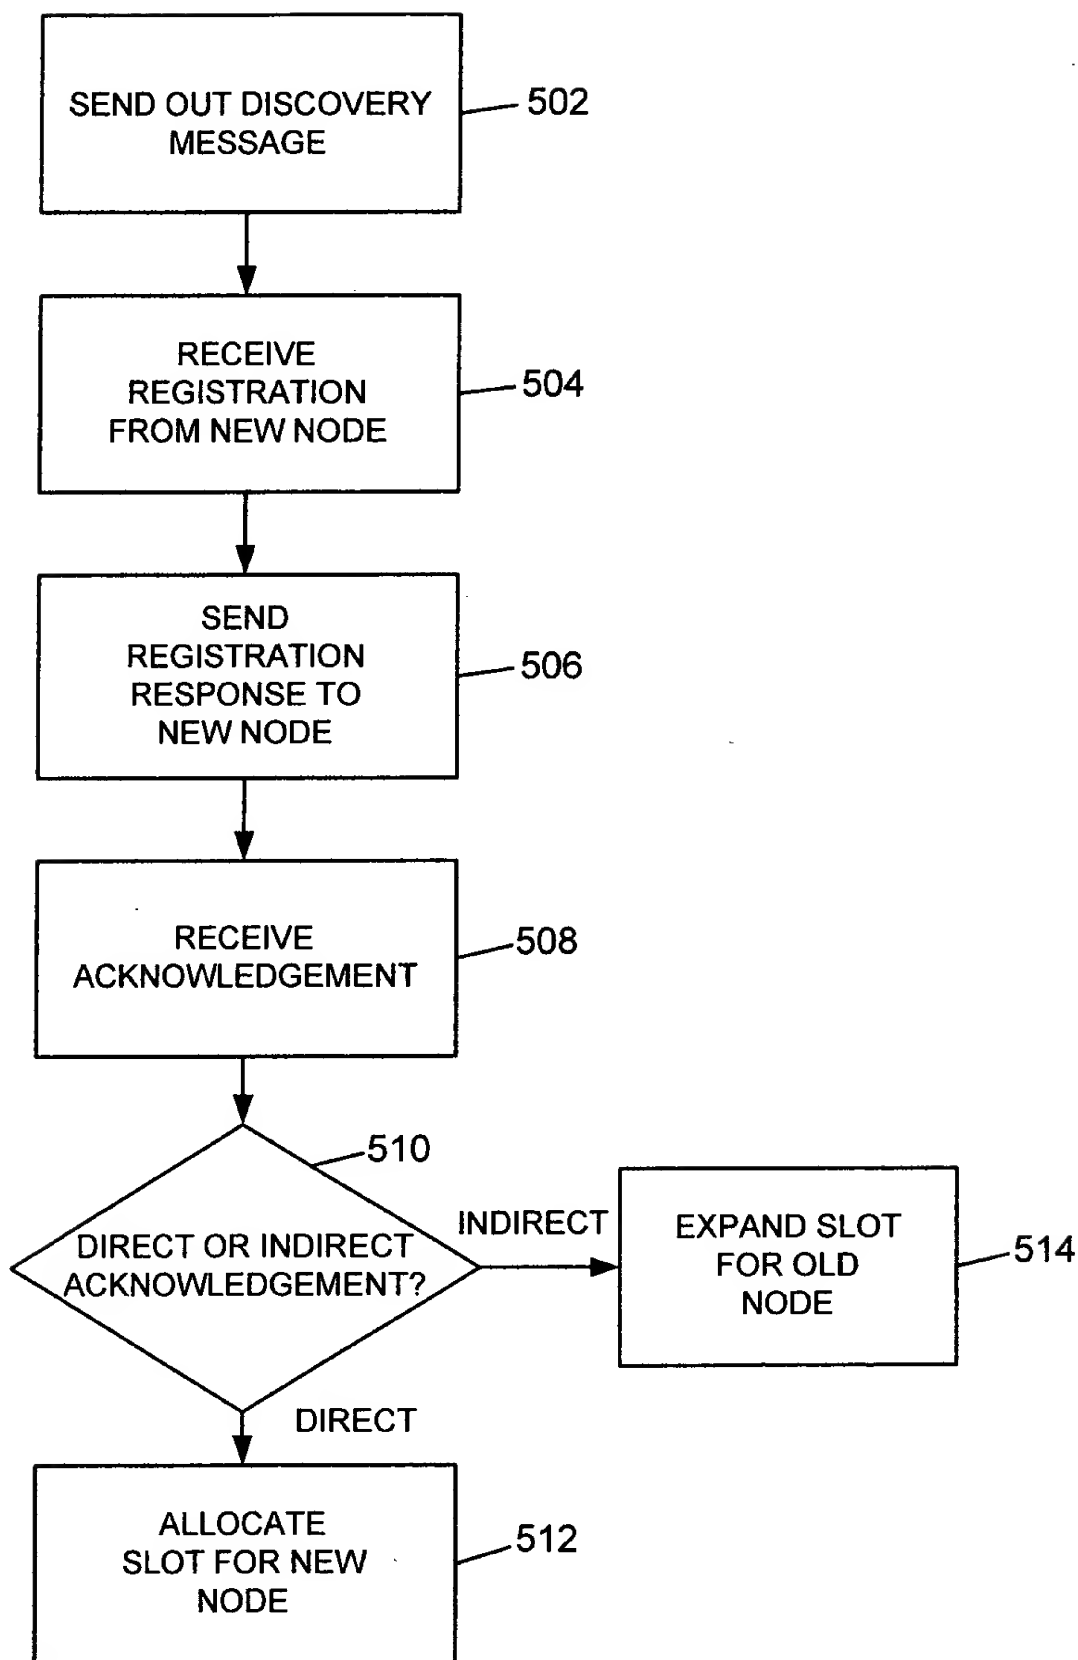 SEND OUT DISCOVERY
MESSAGE
502
RECEIVE
REGISTRATION
FROM NEW NODE
504
SEND
REGISTRATION
RESPONSE TO
NEW NODE
506
RECEIVE
ACKNOWLEDGEMENT
508
510
DIRECT OR INDIRECT
ACKNOWLEDGEMENT?
INDIRECT
EXPAND SLOT
FOR OLD
NODE
514
DIRECT
ALLOCATE
SLOT FOR NEW
NODE
512